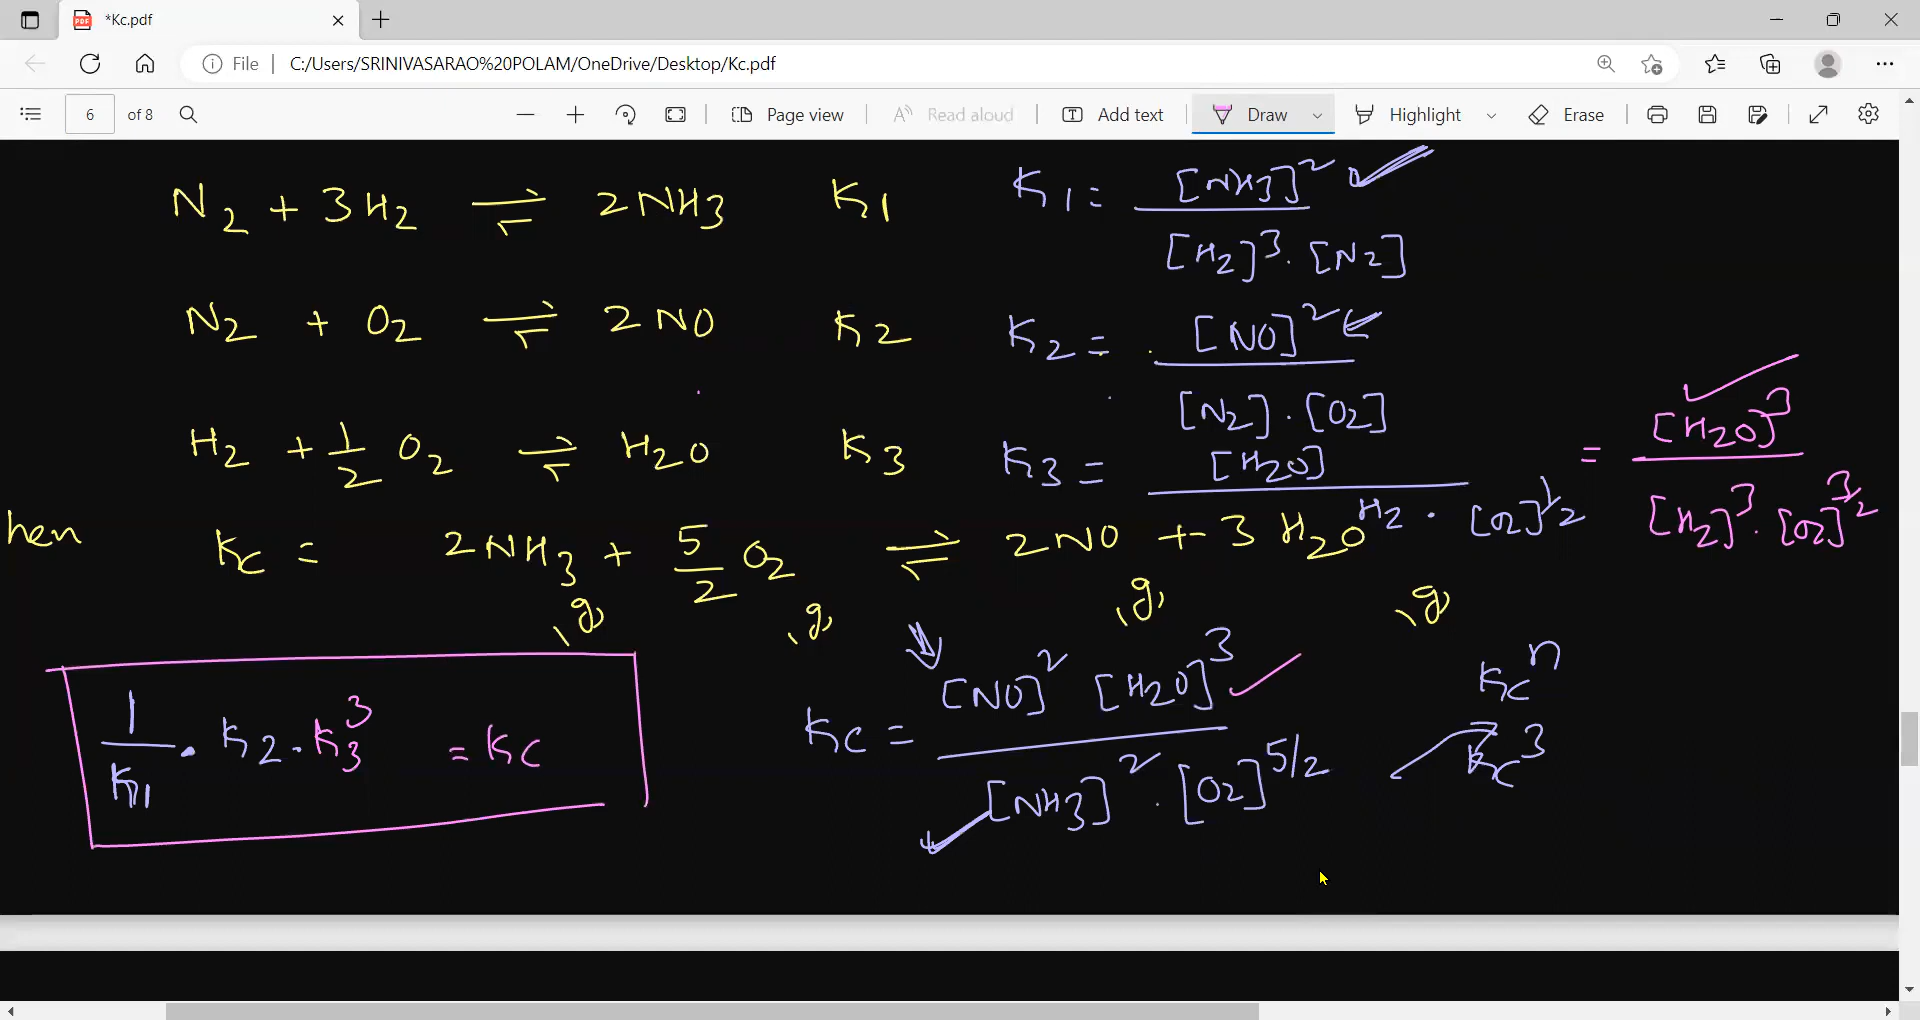 *Kc.pdf
File | C:/Users/SRINIVASARAO%20POLAM/OneDrive/Desktop/Kc.pdf
6 of 8 Page view Read aloud Add text Draw Highlight Erase
N2 + 3H2 ⇌ 2NH3 K1 K1 = [NH3]^2 / [H2]^3 . [N2]
N2 + O2 ⇌ 2NO K2 K2 = [NO]^2 / [N2] . [O2]
H2 + 1/2 O2 ⇌ H2O K3 K3 = [H2O] / H2 . [O2]^1/2 = [H2O]^3 / [H2]^3 . [O2]^3/2
hen Kc = 2NH3 + 5/2 O2 ⇌ 2NO + 3H2O
(g) (g) (g) (g)
1/K1 . K2 . K3^3 = Kc
Kc = [NO]^2 [H2O]^3 / [NH3]^2 . [O2]^5/2
Kc^n
Kc^3